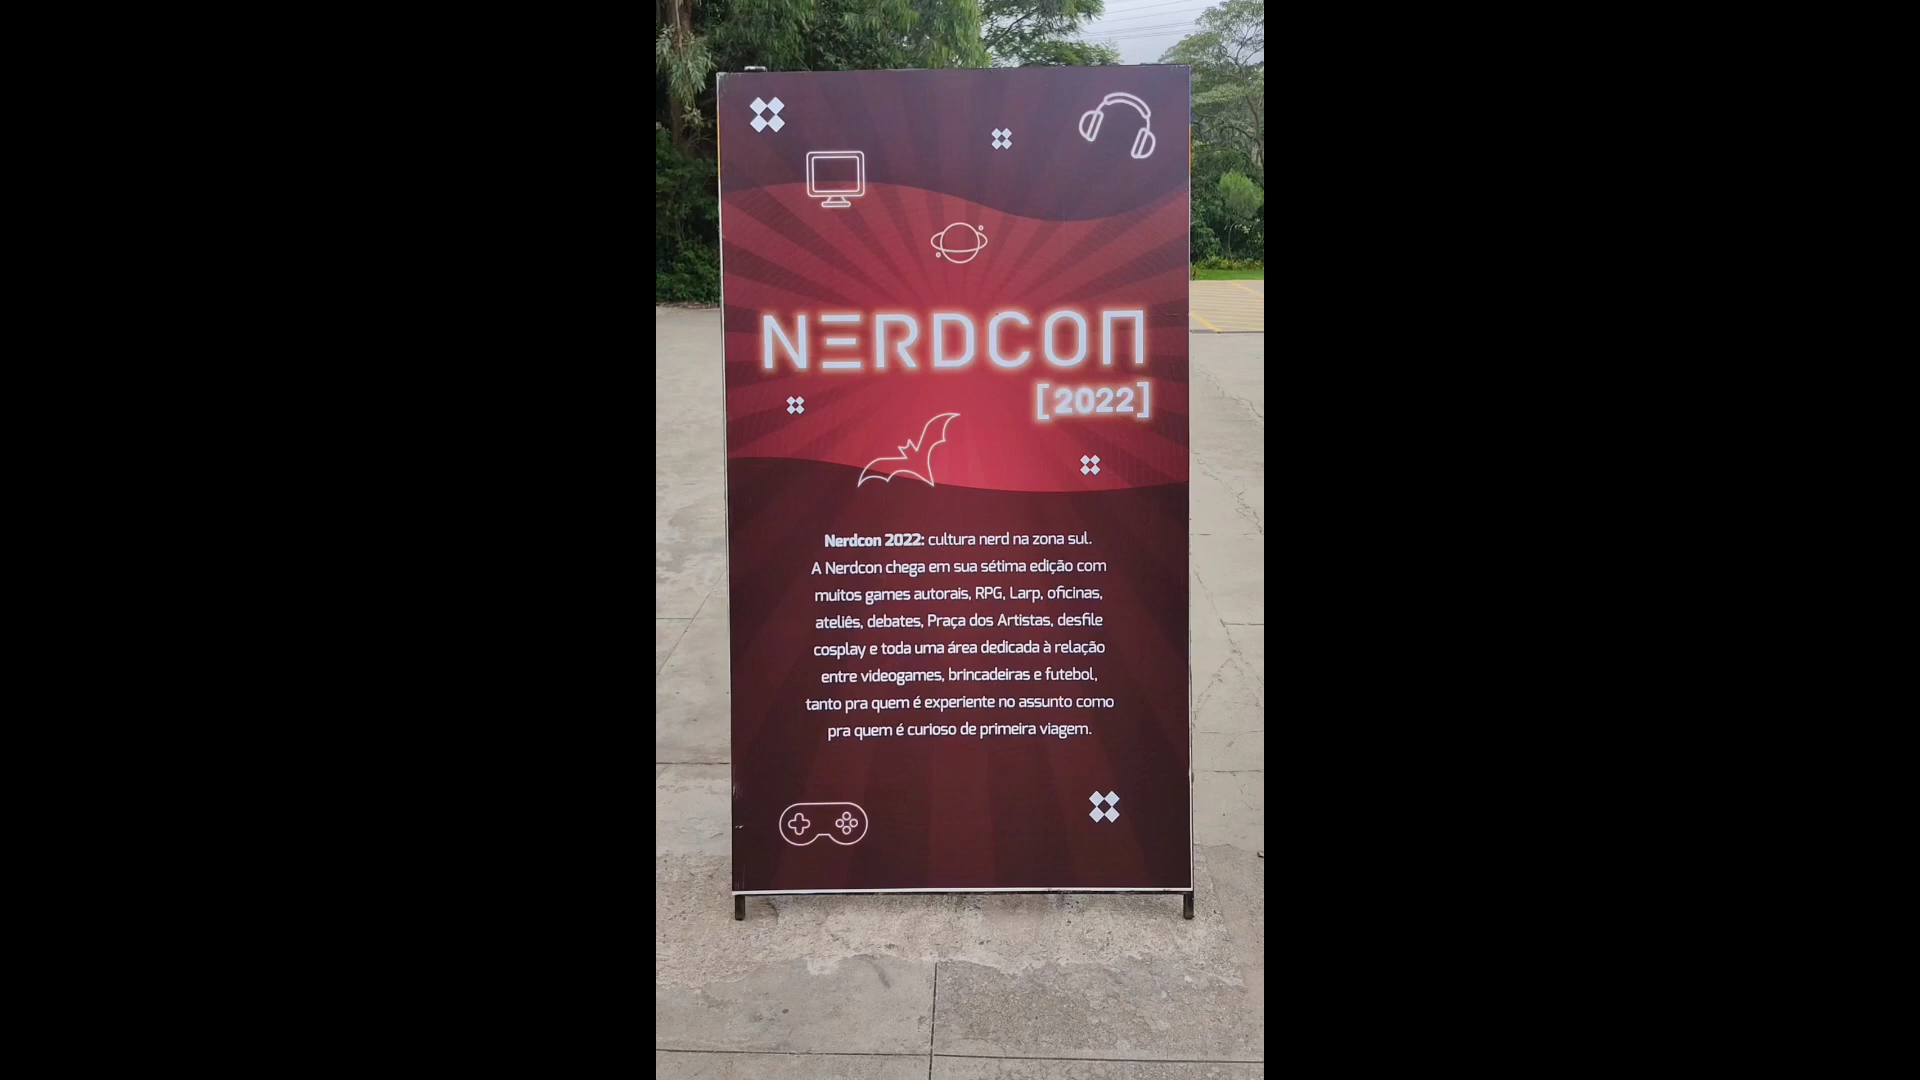 NERDCON
[2022]
Nerdcon 2022: cultura nerd na zona sul.
A Nerdcon chega em sua sétima edição com
muitos games autorais, RPG, Larp, oficinas,
ateliês, debates, Praça dos Artistas, desfile
cosplay e toda uma área dedicada à relação
entre videogames, brincadeiras e futebol,
tanto pra quem é experiente no assunto como
pra quem é curioso de primeira viagem.